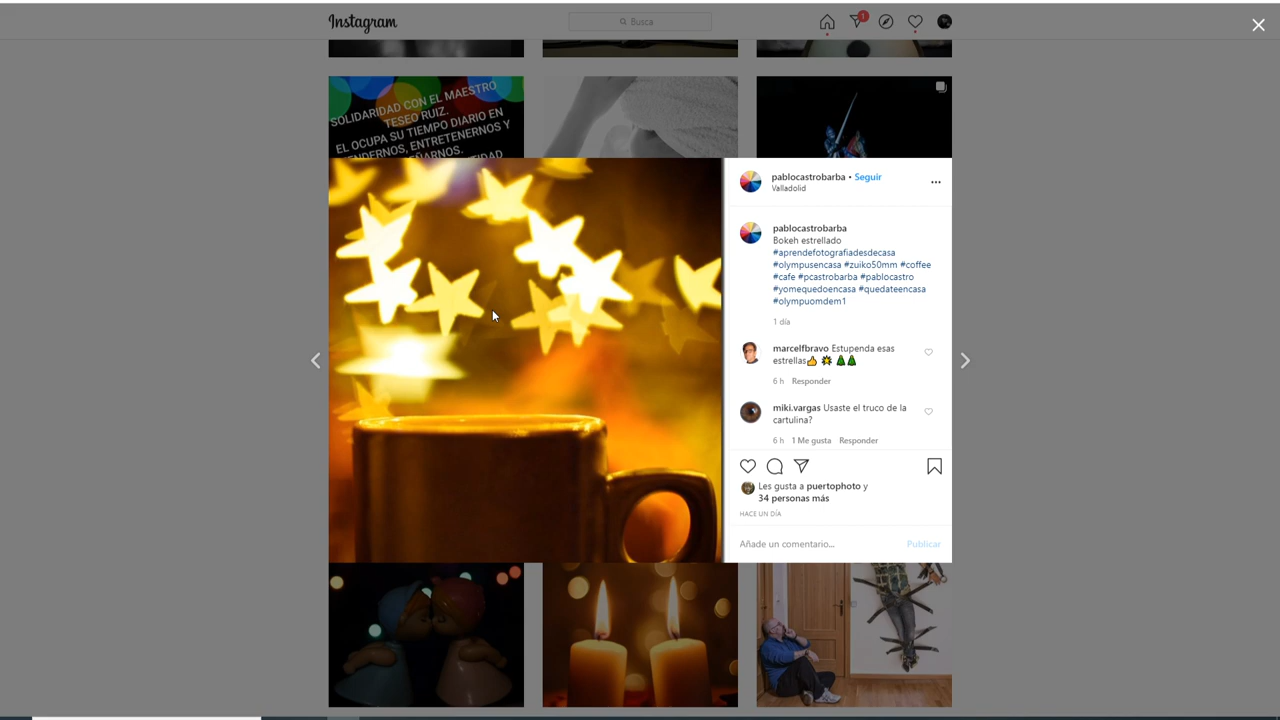 Instagram
Busca
1
SOLIDARIDAD CON EL MAESTRO
TESEO RUIZ.
EL OCUPA SU TIEMPO DIARIO EN
ENTRETENERNOS Y
pablocastrobarba • Seguir
Valladolid
pablocastrobarba
Bokeh estrellado
#aprendefotografiadesdecasa
#olympusencasa #zuiko50mm #coffee
#cafe #pcastrobarba #pablocastro
#yomequedoencasa #quedateencasa
#olympuomdem1
1 día
marcelfbravo Estupenda esas
estrellas👍 💥 🌲🌲
6 h Responder
miki.vargas Usaste el truco de la
cartulina?
6 h 1 Me gusta Responder
Les gusta a puertophoto y
34 personas más
HACE UN DÍA
Añade un comentario... Publicar